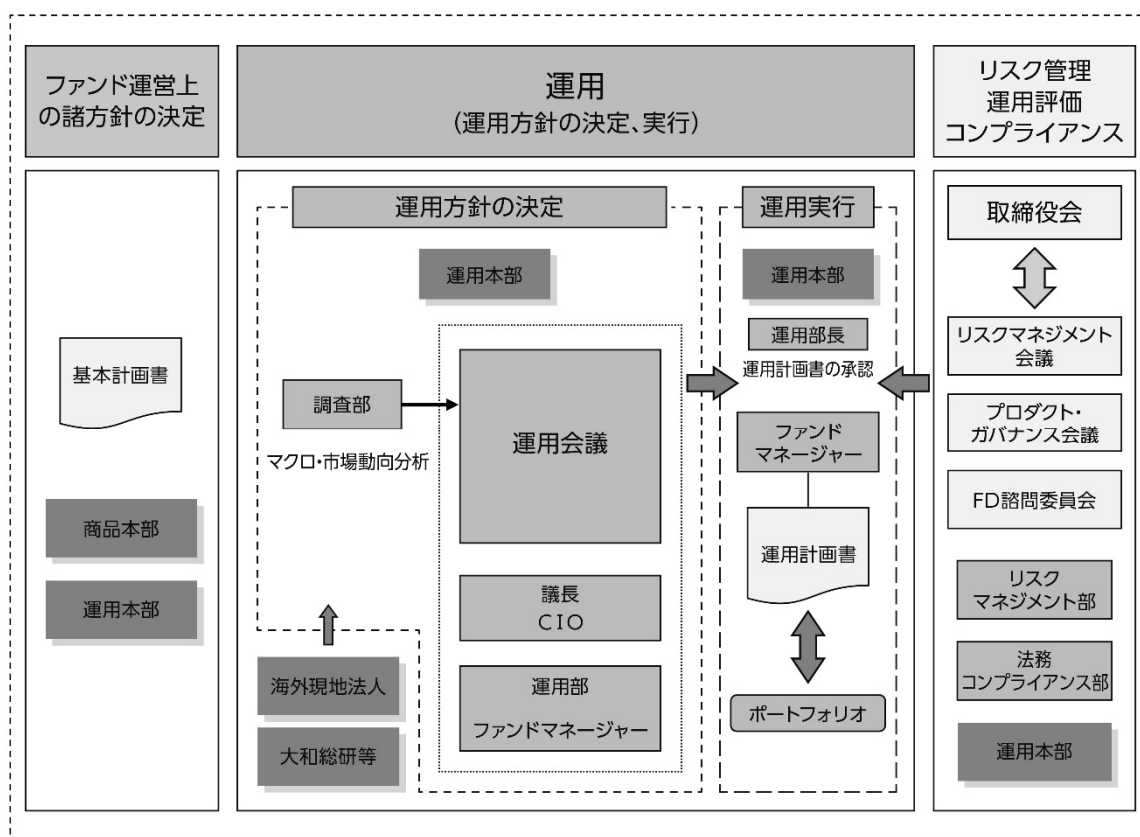 ファンド運営上
の諸方針の決定
運用
(運用方針の決定、実行)
リスク管理
運用評価
コンプライアンス
基本計画書
商品本部
運用本部
運用方針の決定
運用本部
調査部
マクロ・市場動向分析
運用会議
議長
CIO
運用部
ファンドマネージャー
海外現地法人
大和総研等
運用実行
運用本部
運用部長
運用計画書の承認
ファンド
マネージャー
運用計画書
ポートフォリオ
取締役会
リスクマネジメント
会議
プロダクト・
ガバナンス会議
FD諮問委員会
リスク
マネジメント部
法務
コンプライアンス部
運用本部